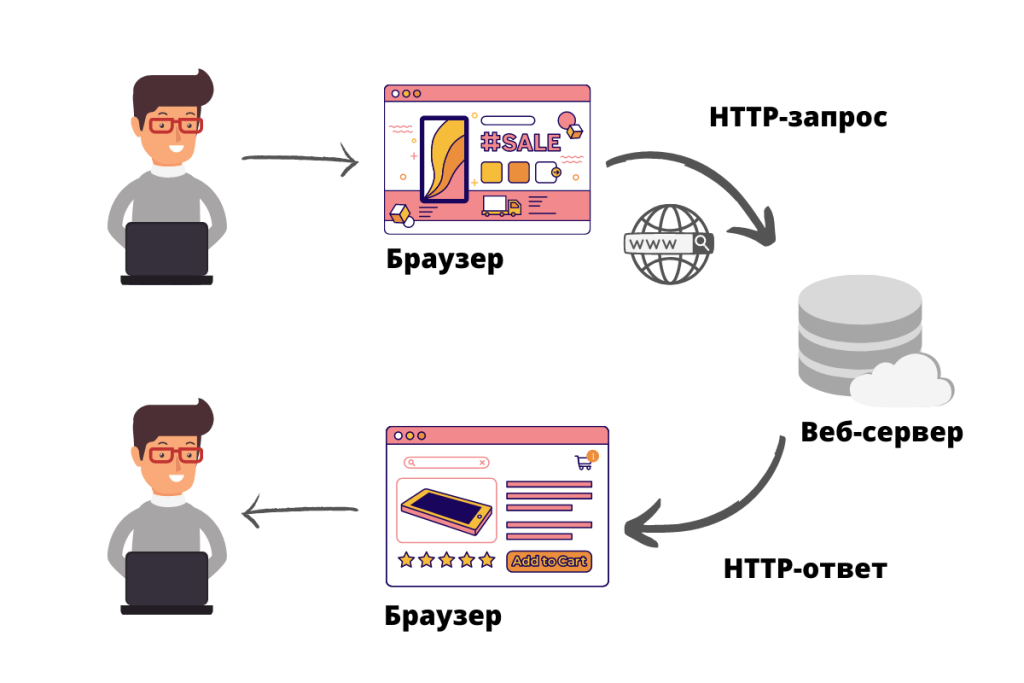 HTTP-запрос
#SALE
www
Браузер
Веб-сервер
Add to Cart
HTTP-ответ
Браузер